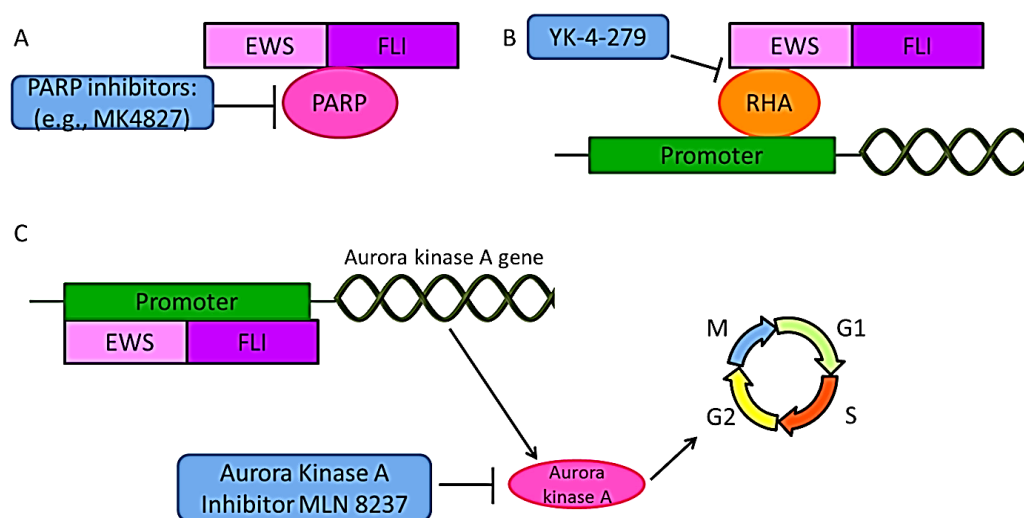 A
EWS
FLI
PARP inhibitors:
(e.g., MK4827)
PARP
B
YK-4-279
EWS
FLI
RHA
Promoter
C
Aurora kinase A gene
Promoter
EWS
FLI
M
G1
G2
S
Aurora Kinase A
Inhibitor MLN 8237
Aurora
kinase A